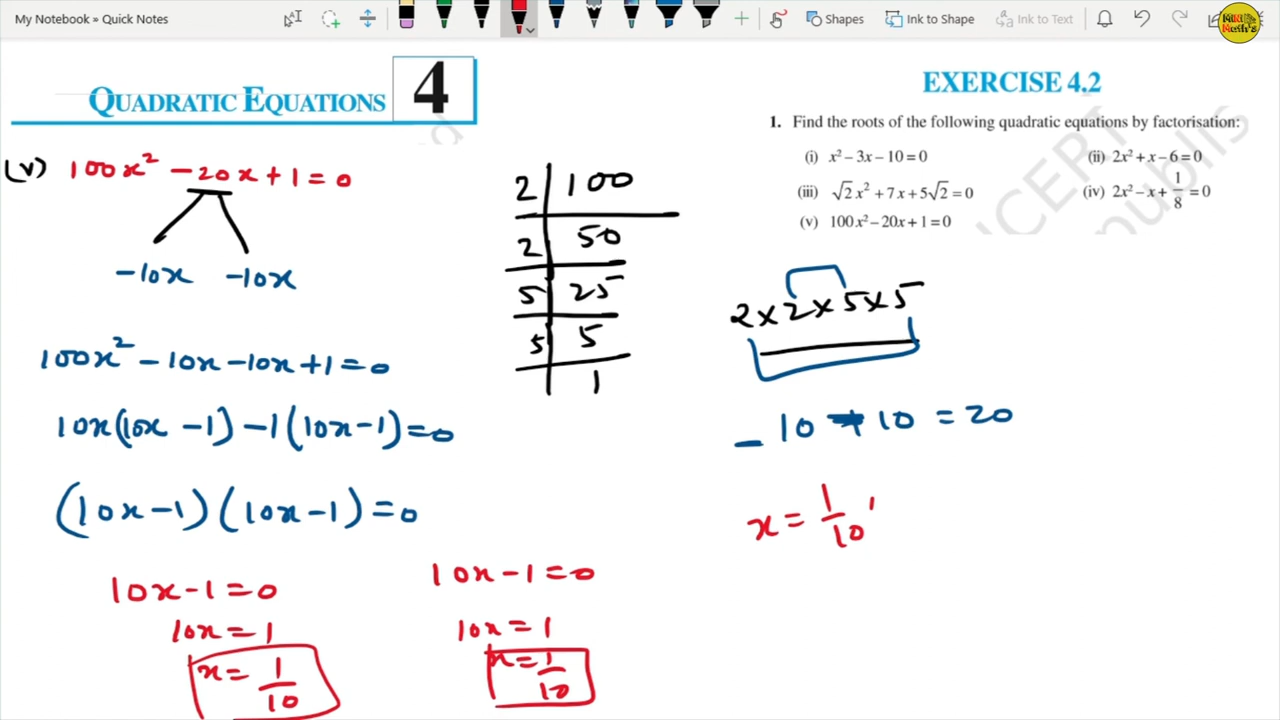 My Notebook » Quick Notes
Shapes
Ink to Shape
Ink to Text
QUADRATIC EQUATIONS 4
EXERCISE 4.2
1. Find the roots of the following quadratic equations by factorisation:
(i) x² – 3x – 10 = 0
(ii) 2x² + x – 6 = 0
(iii) √2 x² + 7x + 5√2 = 0
(iv) 2x² – x + 1/8 = 0
(v) 100x² – 20x + 1 = 0
(v) 100x² - 20x + 1 = 0
-10x -10x
100x² - 10x - 10x + 1 = 0
10x(10x - 1) - 1(10x - 1) = 0
(10x - 1)(10x - 1) = 0
10x - 1 = 0
10x = 1
x = 1/10
10x - 1 = 0
10x = 1
x = 1/10
2 | 100
2 | 50
5 | 25
5 | 5
1
2 × 2 × 5 × 5
x = 1/10 '